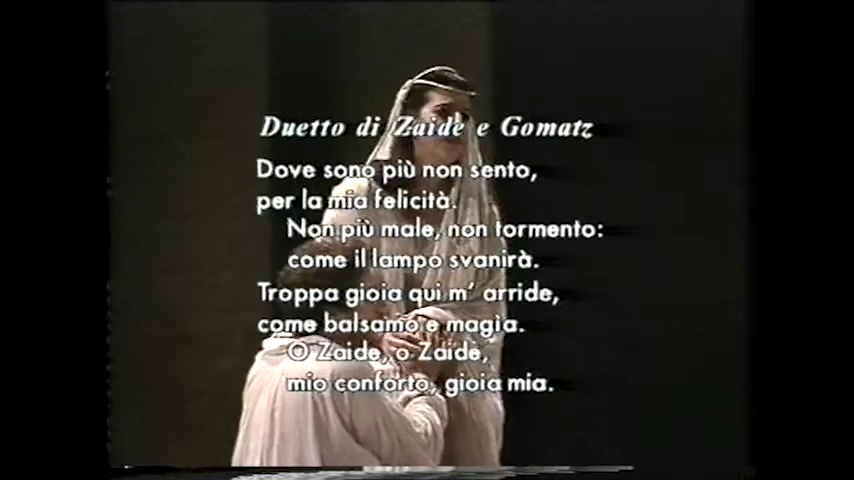 Duetto di Zaide e Gomatz
Dove sono più non sento,
per la mia felicità.
Non più male, non tormento:
come il lampo svanirà.
Troppa gioia qui m' arride,
come balsamo e magìa.
O Zaide, o Zaide,
mio conforto, gioia mia.